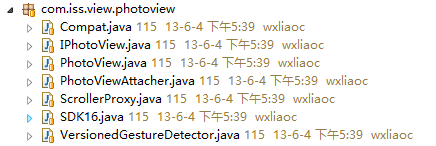 com.iss.view.photoview
Compat.java 115 13-6-4 下午5:39 wxliaoc
IPhotoView.java 115 13-6-4 下午5:39 wxliaoc
PhotoView.java 115 13-6-4 下午5:39 wxliaoc
PhotoViewAttacher.java 115 13-6-4 下午5:39 wxliaoc
ScrollerProxy.java 115 13-6-4 下午5:39 wxliaoc
SDK16.java 115 13-6-4 下午5:39 wxliaoc
VersionedGestureDetector.java 115 13-6-4 下午5:39 wxliaoc